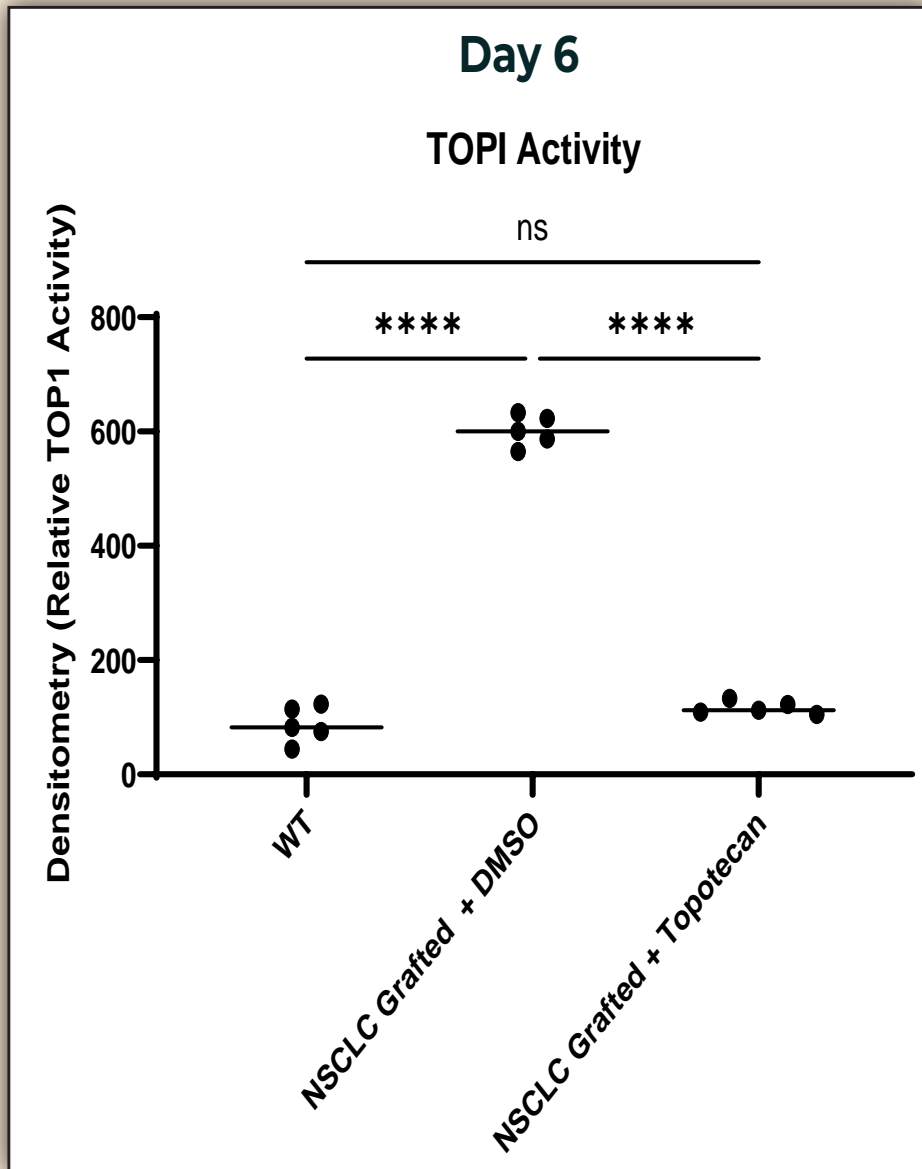 Day 6
TOPI Activity
ns
**** ****
Densitometry (Relative TOP1 Activity)
800
600
400
200
0
WT
NSCLC Grafted + DMSO
NSCLC Grafted + Topotecan